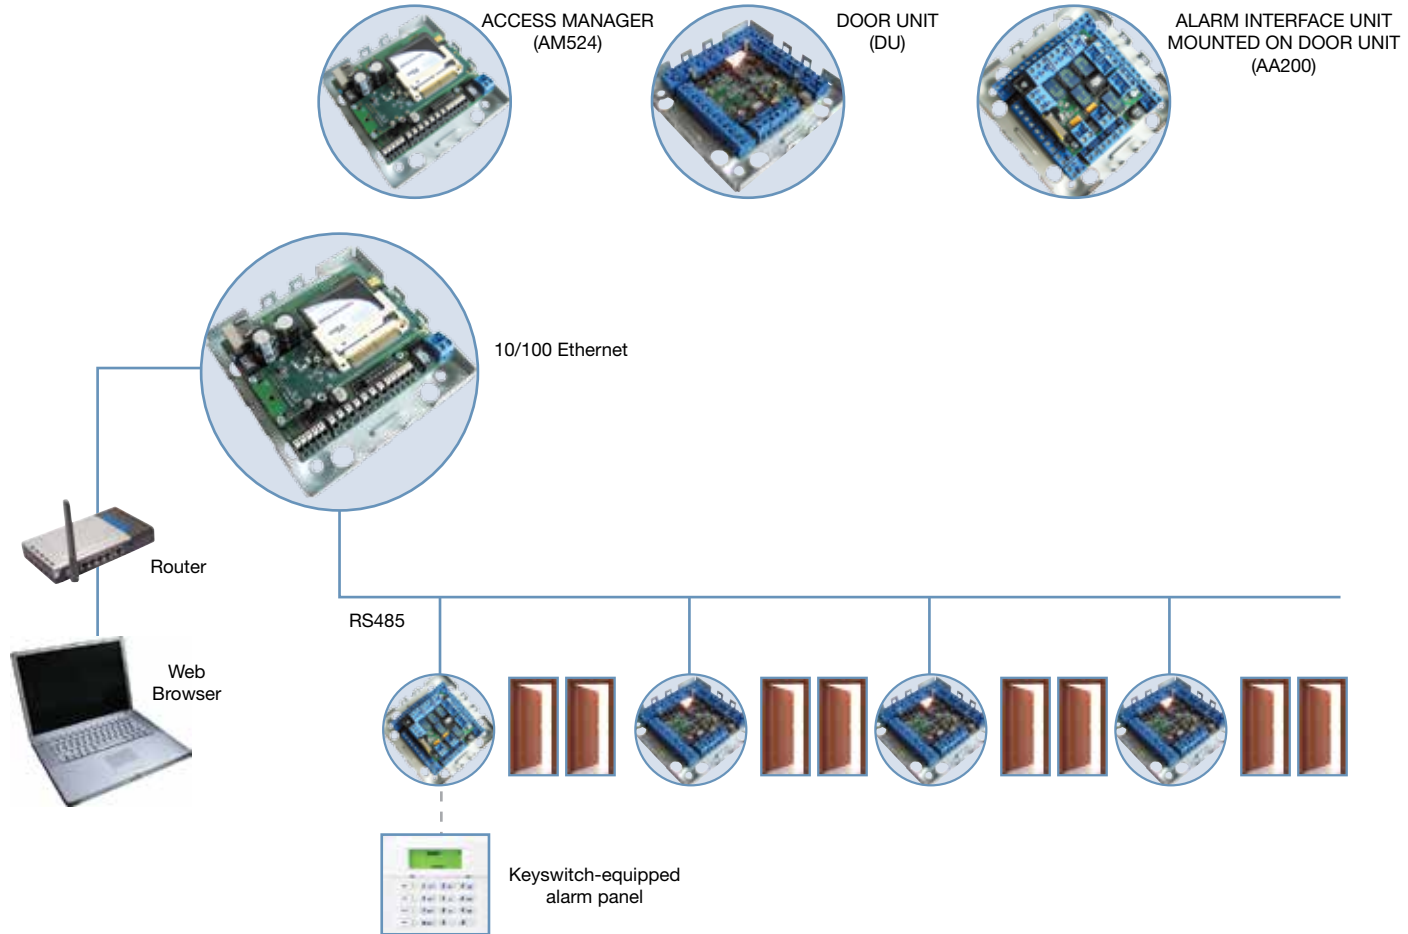 ACCESS MANAGER
(AM524)
DOOR UNIT
(DU)
ALARM INTERFACE UNIT
MOUNTED ON DOOR UNIT
(AA200)
10/100 Ethernet
Router
RS485
Web
Browser
Keyswitch-equipped
alarm panel